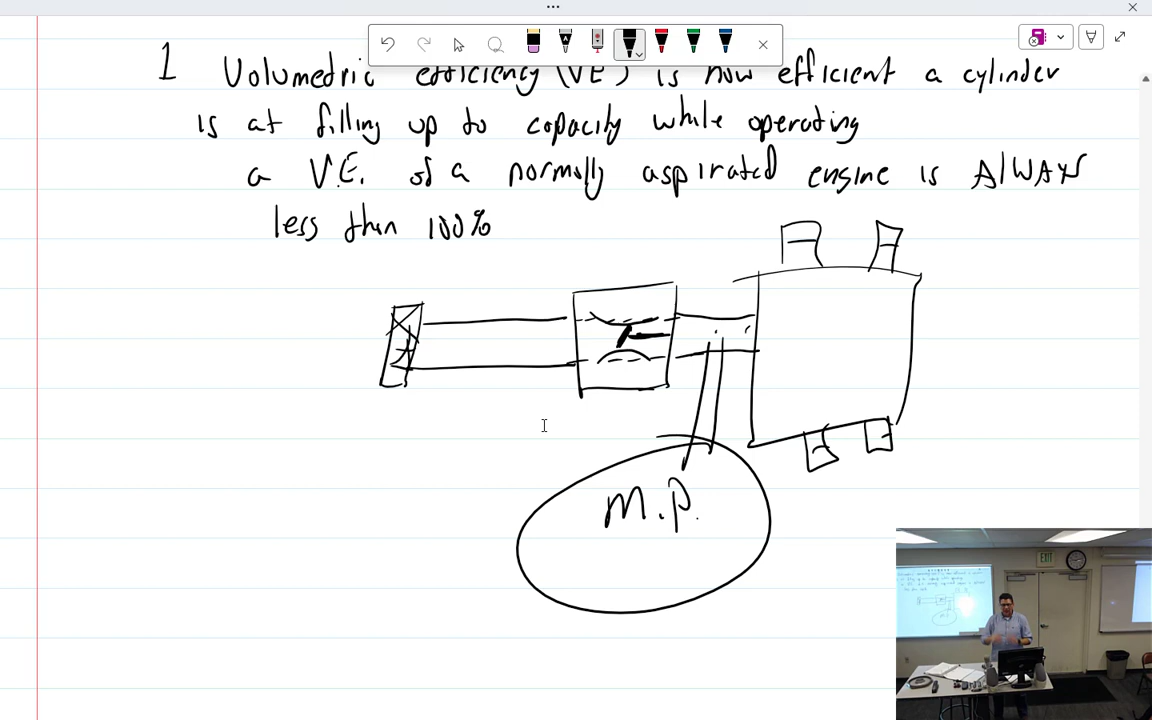 1 Volumetric efficiency (VE) is how efficient a cylinder
is at filling up to capacity while operating
a V.E. of a normally aspirated engine is AlWAYS
less than 100%
M.P.
EXIT